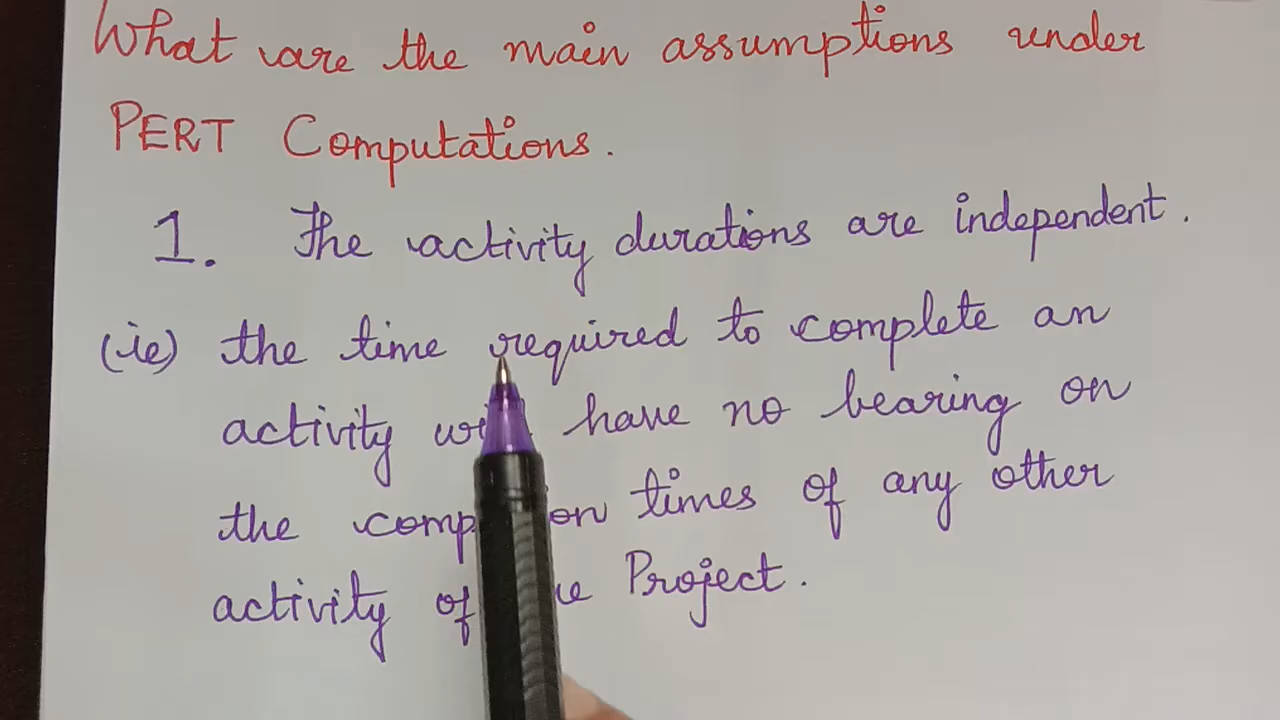 What are the main assumptions under
PERT Computations.
1. The activity durations are independent.
(ie) the time required to complete an
activity have no bearing on
the times of any other
activity of Project.